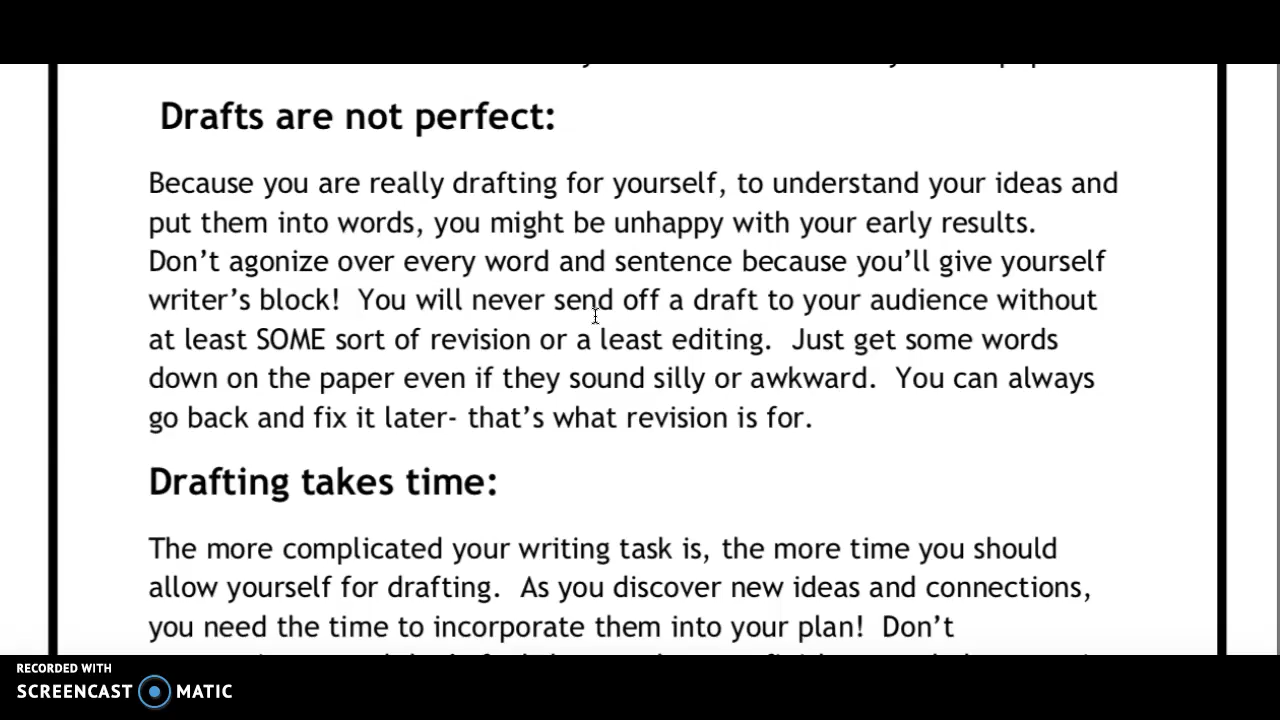 Drafts are not perfect:
Because you are really drafting for yourself, to understand your ideas and
put them into words, you might be unhappy with your early results.
Don’t agonize over every word and sentence because you’ll give yourself
writer’s block!  You will never send off a draft to your audience without
at least SOME sort of revision or a least editing.  Just get some words
down on the paper even if they sound silly or awkward.  You can always
go back and fix it later- that’s what revision is for.
Drafting takes time:
The more complicated your writing task is, the more time you should
allow yourself for drafting.  As you discover new ideas and connections,
you need the time to incorporate them into your plan!  Don’t
RECORDED WITH
SCREENCAST MATIC